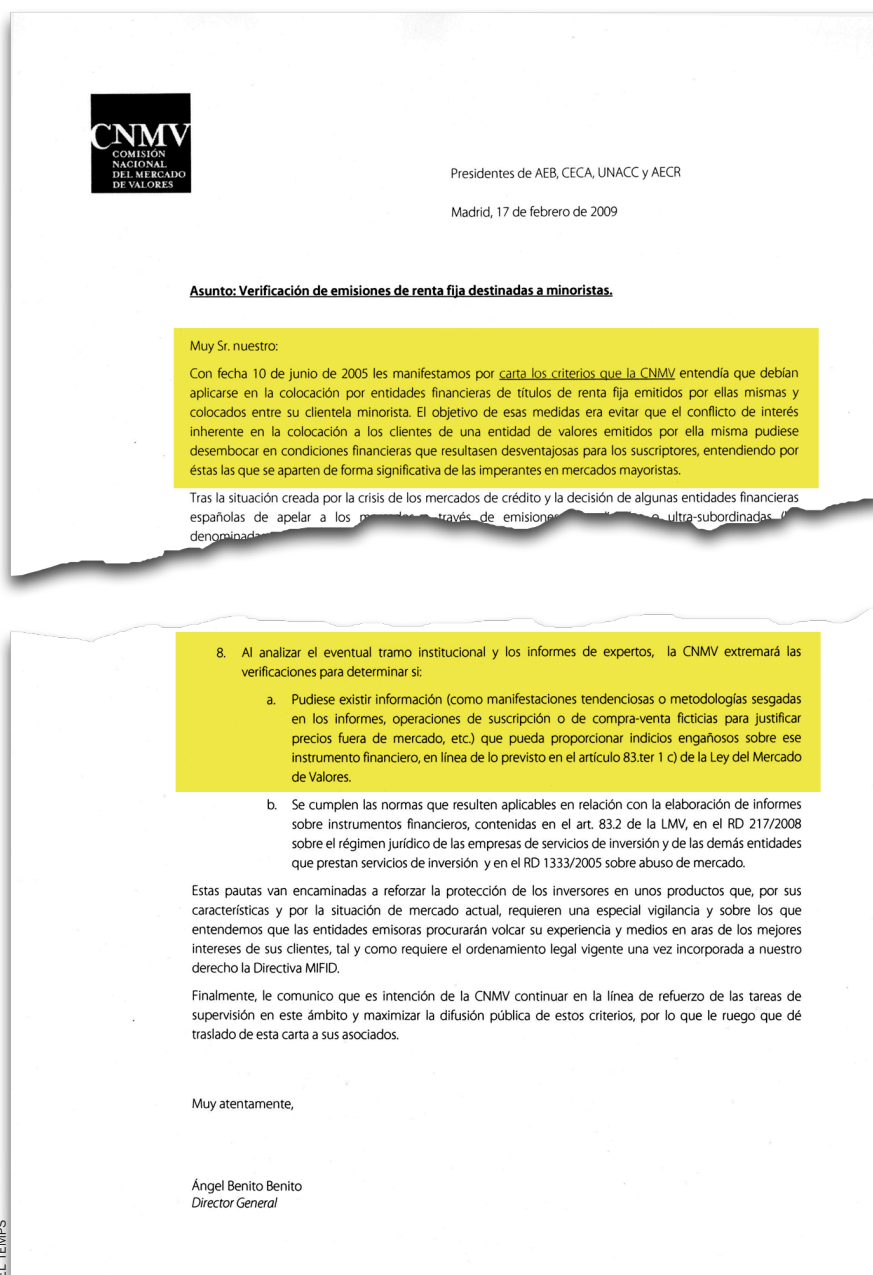 CNMV
COMISIÓN
NACIONAL
DEL MERCADO
DE VALORES
Presidentes de AEB, CECA, UNACC y AECR
Madrid, 17 de febrero de 2009
Asunto: Verificación de emisiones de renta fija destinadas a minoristas.
Muy Sr. nuestro:
Con fecha 10 de junio de 2005 les manifestamos por carta los criterios que la CNMV entendía que debían
aplicarse en la colocación por entidades financieras de títulos de renta fija emitidos por ellas mismas y
colocados entre su clientela minorista. El objetivo de esas medidas era evitar que el conflicto de interés
inherente en la colocación a los clientes de una entidad de valores emitidos por ella misma pudiese
desembocar en condiciones financieras que resultasen desventajosas para los suscriptores, entendiendo por
éstas las que se aparten de forma significativa de las imperantes en mercados mayoristas.
Tras la situación creada por la crisis de los mercados de crédito y la decisión de algunas entidades financieras
españolas de apelar a los través de emisiones ultra-subordinadas
8. Al analizar el eventual tramo institucional y los informes de expertos, la CNMV extremará las
verificaciones para determinar si:
a. Pudiese existir información (como manifestaciones tendenciosas o metodologías sesgadas
en los informes, operaciones de suscripción o de compra-venta ficticias para justificar
precios fuera de mercado, etc.) que pueda proporcionar indicios engañosos sobre ese
instrumento financiero, en línea de lo previsto en el artículo 83.ter 1 c) de la Ley del Mercado
de Valores.
b. Se cumplen las normas que resulten aplicables en relación con la elaboración de informes
sobre instrumentos financieros, contenidas en el art. 83.2 de la LMV, en el RD 217/2008
sobre el régimen jurídico de las empresas de servicios de inversión y de las demás entidades
que prestan servicios de inversión y en el RD 1333/2005 sobre abuso de mercado.
Estas pautas van encaminadas a reforzar la protección de los inversores en unos productos que, por sus
características y por la situación de mercado actual, requieren una especial vigilancia y sobre los que
entendemos que las entidades emisoras procurarán volcar su experiencia y medios en aras de los mejores
intereses de sus clientes, tal y como requiere el ordenamiento legal vigente una vez incorporada a nuestro
derecho la Directiva MIFID.
Finalmente, le comunico que es intención de la CNMV continuar en la línea de refuerzo de las tareas de
supervisión en este ámbito y maximizar la difusión pública de estos criterios, por lo que le ruego que dé
traslado de esta carta a sus asociados.
Muy atentamente,
Ángel Benito Benito
Director General
EL TEMPS